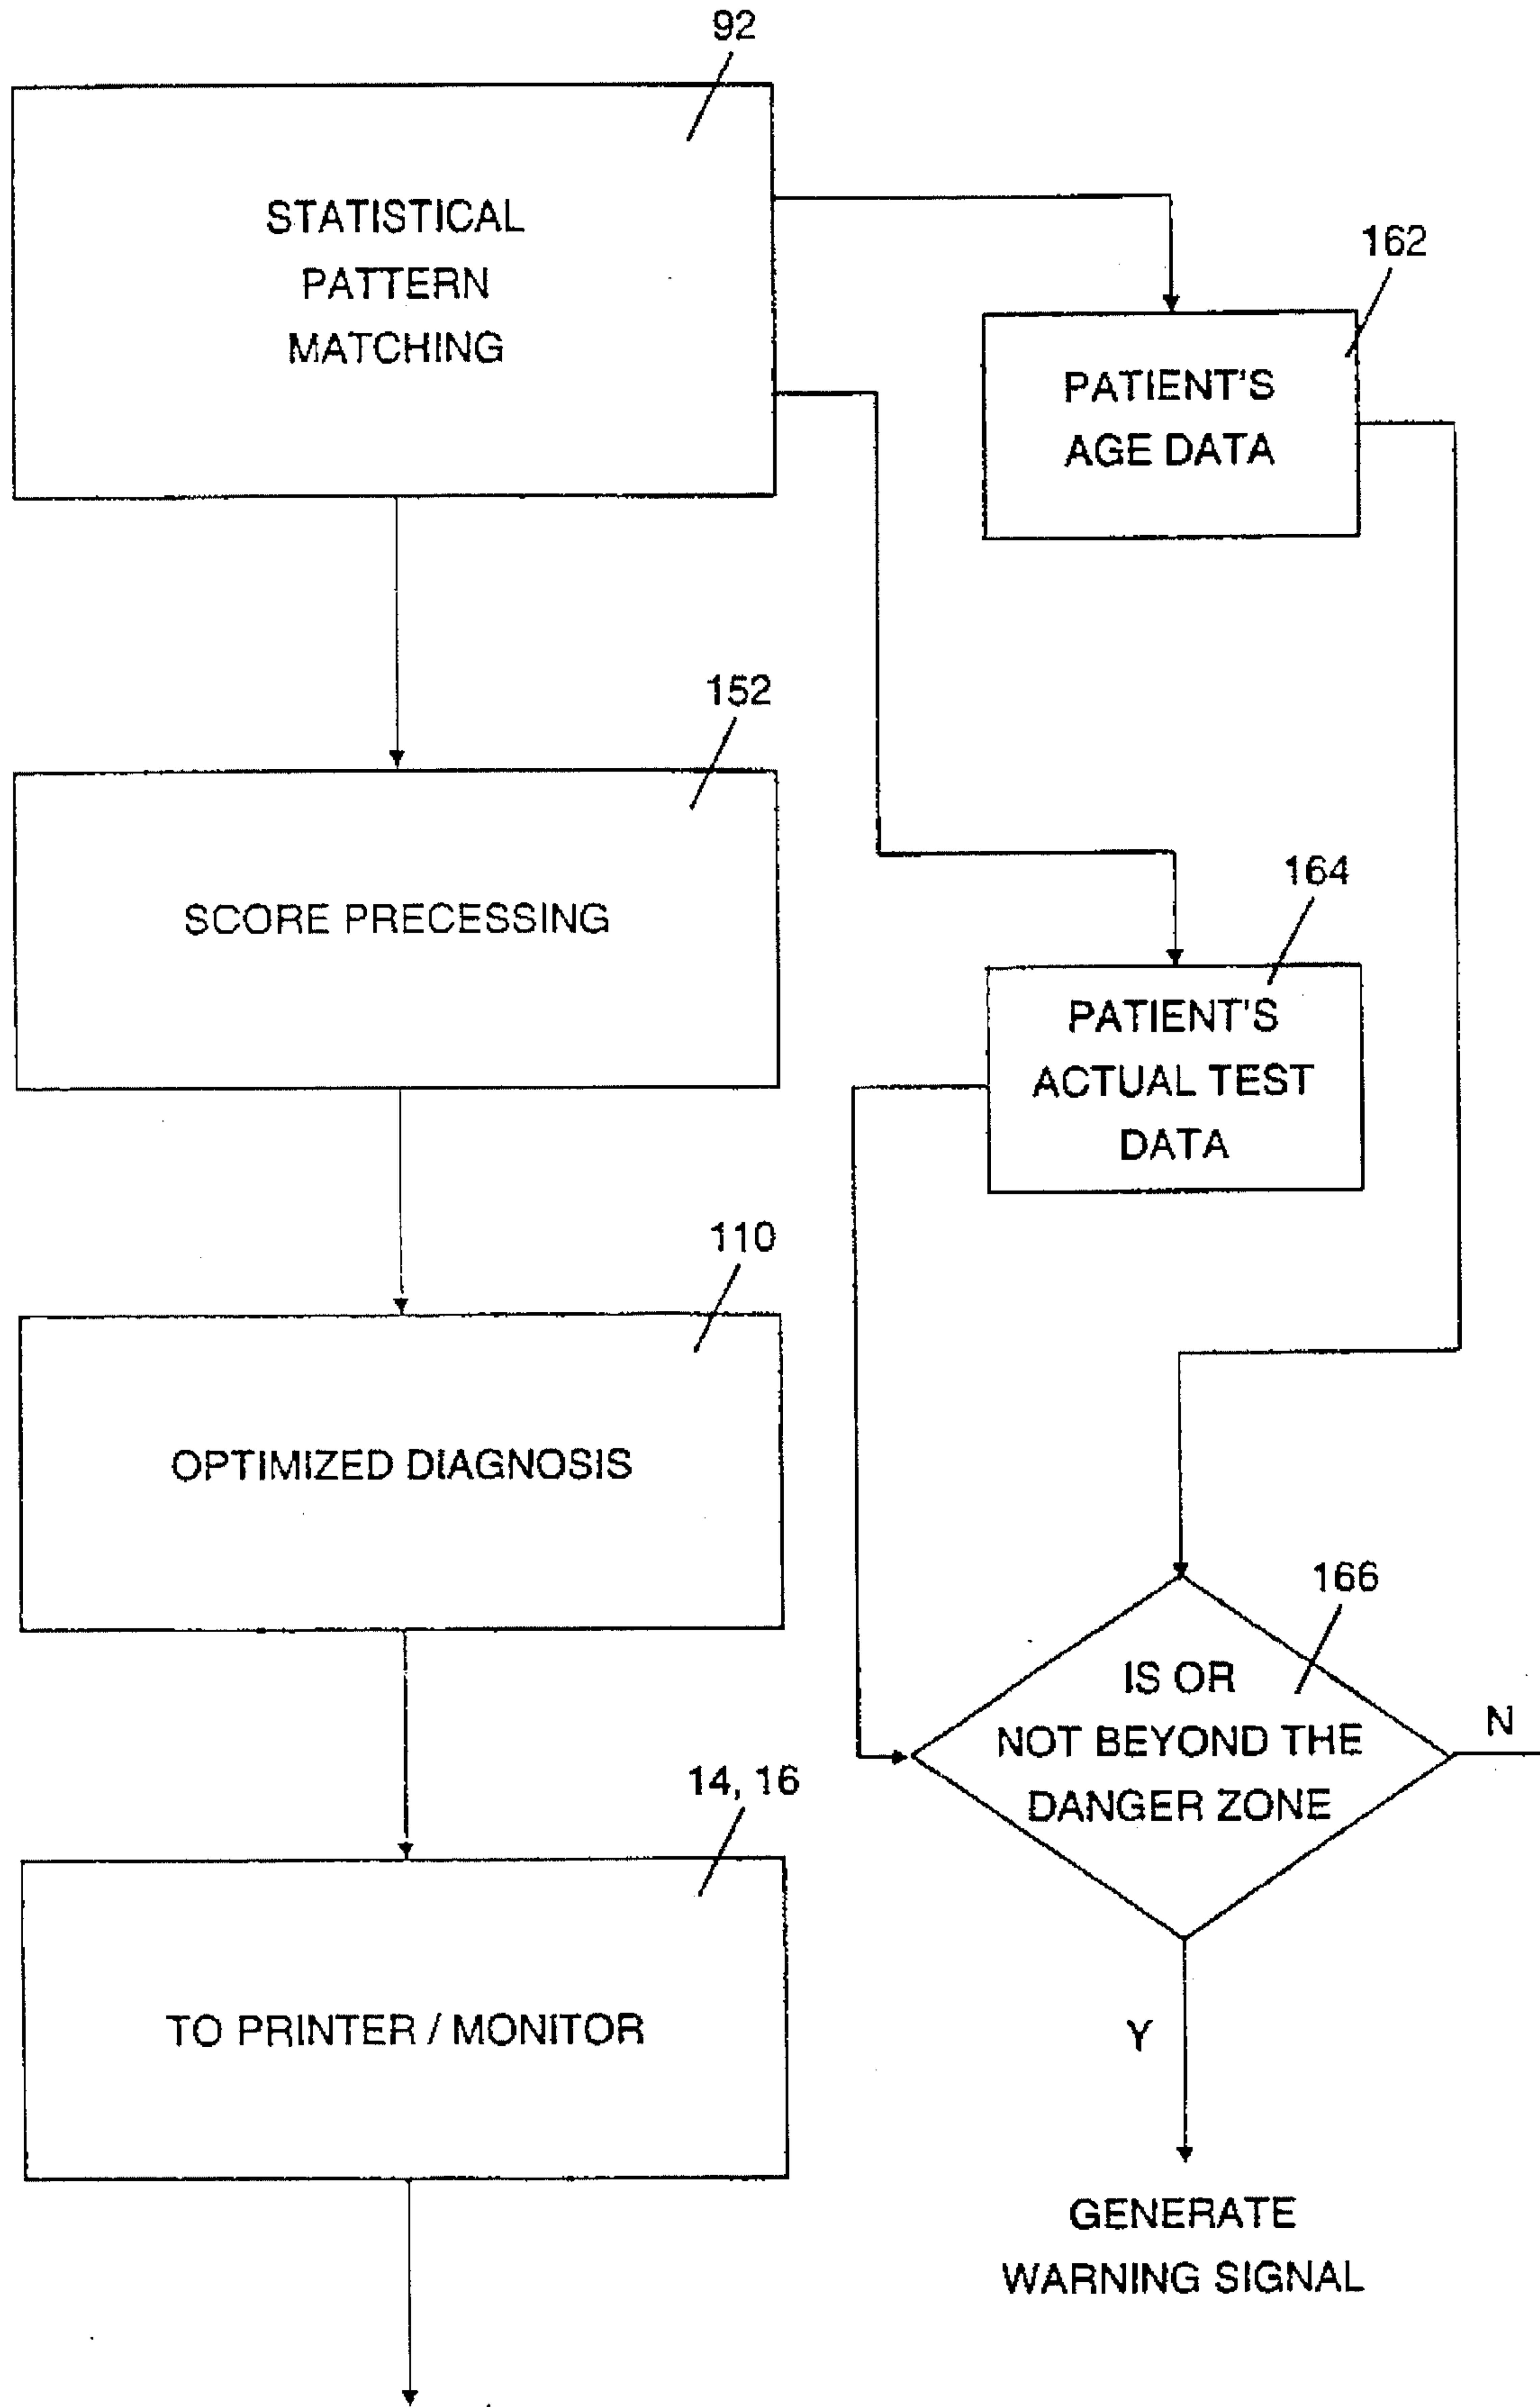 92
STATISTICAL
PATTERN
MATCHING
162
PATIENT'S
AGE DATA
152
SCORE PRECESSING
164
PATIENT'S
ACTUAL TEST
DATA
110
OPTIMIZED DIAGNOSIS
166
IS OR
NOT BEYOND THE
DANGER ZONE
N
14, 16
TO PRINTER / MONITOR
Y
GENERATE
WARNING SIGNAL